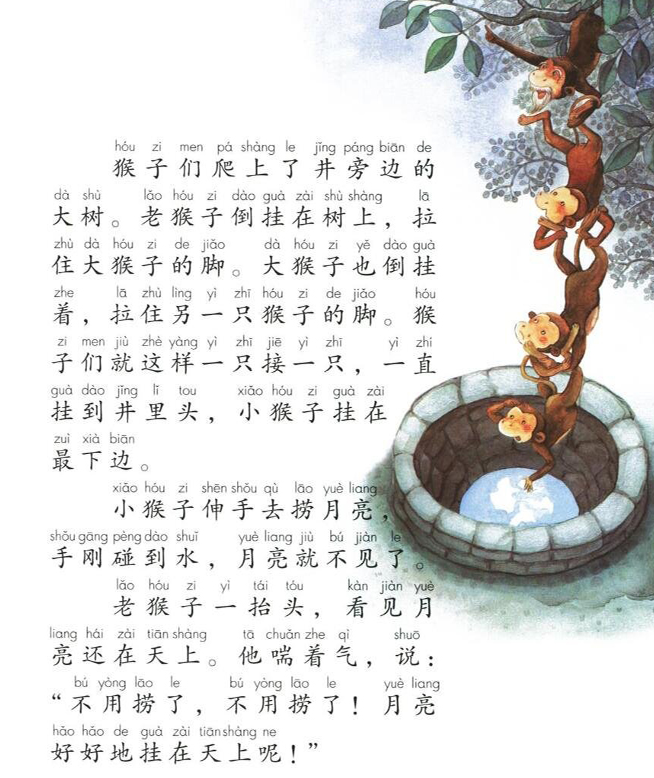 hóu zi men pá shàng le jǐng páng biān de
猴子们爬上了井旁边的
dà shù lǎo hóu zi dào guà zài shù shàng lā
大树。老猴子倒挂在树上，拉
zhù dà hóu zi de jiǎo dà hóu zi yě dào guà
住大猴子的脚。大猴子也倒挂
zhe lā zhù lìng yì zhī hóu zi de jiǎo hóu
着，拉住另一只猴子的脚。猴
zi men jiù zhè yàng yì zhī jiē yì zhī yì zhí
子们就这样一只接一只，一直
guà dào jǐng lǐ tou xiǎo hóu zi guà zài
挂到井里头，小猴子挂在
zuì xià biān
最下边。
xiǎo hóu zi shēn shǒu qù lāo yuè liang
小猴子伸手去捞月亮，
shǒu gāng pèng dào shuǐ yuè liang jiù bú jiàn le
手刚碰到水，月亮就不见了。
lǎo hóu zi yì tái tóu kàn jiàn yuè
老猴子一抬头，看见月
liang hái zài tiān shàng tā chuǎn zhe qì shuō
亮还在天上。他喘着气，说：
bú yòng lāo le bú yòng lāo le yuè liang
“不用捞了，不用捞了！月亮
hǎo hǎo de guà zài tiān shàng ne
好好地挂在天上呢！”